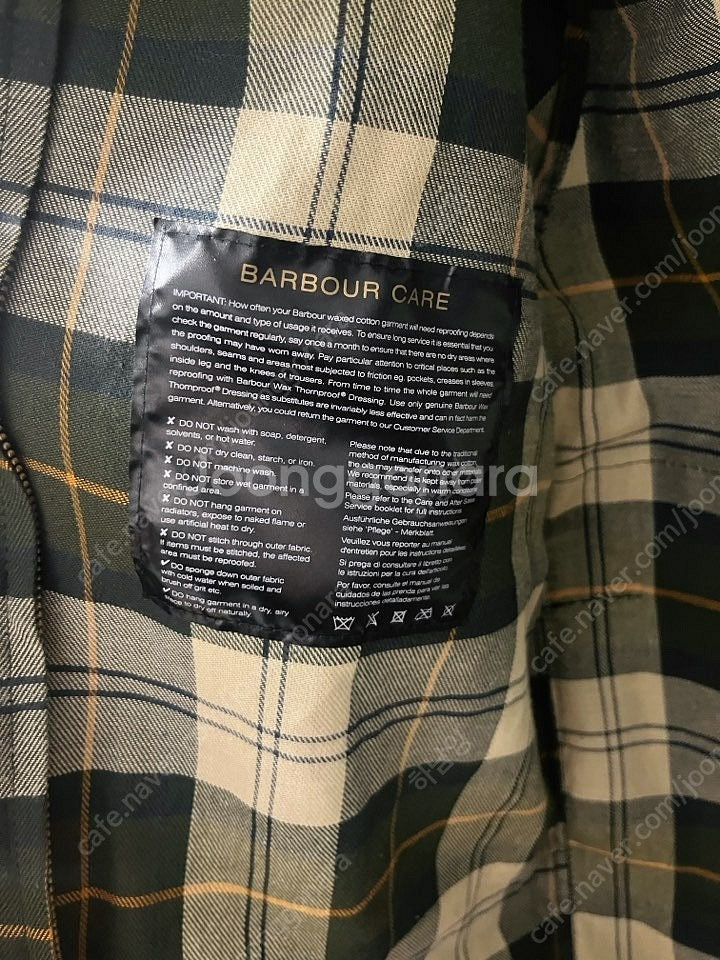 BARBOUR CARE
IMPORTANT: How often your Barbour waxed cotton garment will need reproofing depends
on the amount and type of usage it receives. To ensure long service it is essential that you
check the garment regularly, say once a month to ensure that there are no dry areas where
the proofing may have worn away. Pay particular attention to critical places such as the
shoulders, seams and areas most subjected to friction eg. pockets, creases in sleeves,
inside leg and the knees of trousers. From time to time the whole garment will need
reproofing with Barbour Wax Thornproof® Dressing. Use only genuine Barbour Wax
Thornproof® Dressing as substitutes are invariably less effective and can in fact harm the
garment. Alternatively, you could return the garment to our Customer Service Department.
✘ DO NOT wash with soap, detergent,
solvents, or hot water.
✘ DO NOT dry clean, starch, or iron.
✘ DO NOT machine wash.
✘ DO NOT store wet garment in a
confined area.
✘ DO NOT hang garment on
radiators, expose to naked flame or
use artificial heat to dry.
✘ DO NOT stitch through outer fabric.
If items must be stitched, the affected
area must be reproofed.
✔ DO sponge down outer fabric
with cold water when soiled and
brush off grit etc.
✔ DO hang garment in a dry, airy
place to dry off naturally
Please note that due to the traditional
method of manufacturing wax cotton,
the oils may transfer onto other
We recommend it is kept away from
materials, especially in warm
Please refer to the Care and After Sales
Service booklet for full instructions.
Ausführliche Gebrauchsanweisungen
siehe 'Pflege' - Merkblatt.
Veuillez vous reporter au manuel
d'entretien pour les instructions détaillées.
Si prega di consultare il libretto con
le istruzioni per la cura dell'articolo.
Por favor, consulte el manual de
cuidados de las prendas para ver las
instrucciones detalladamente.
joongonara
cafe.naver.com/joongonara